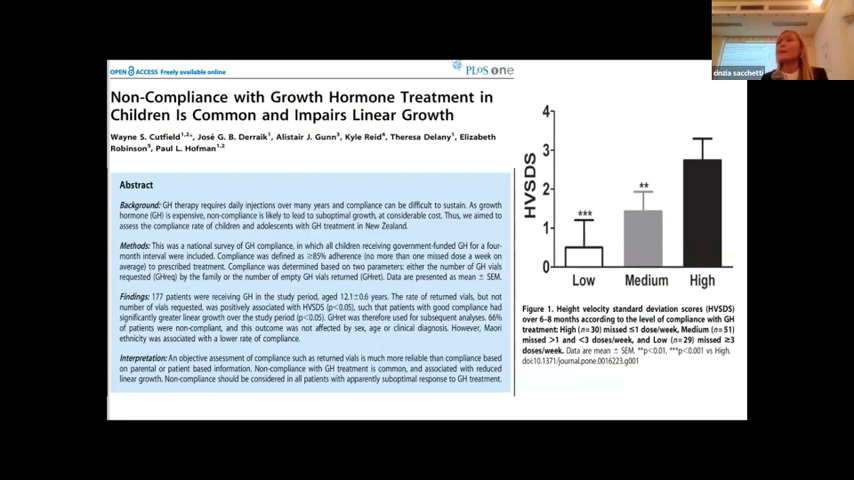 cinzia sacchetti
OPEN ACCESS Freely available online
PLoS one
Non-Compliance with Growth Hormone Treatment in
Children Is Common and Impairs Linear Growth
Wayne S. Cutfield1,2*, José G. B. Derraik1, Alistair J. Gunn3, Kyle Reid4, Theresa Delany1, Elizabeth
Robinson5, Paul L. Hofman1,2
Abstract
Background: GH therapy requires daily injections over many years and compliance can be difficult to sustain. As growth
hormone (GH) is expensive, non-compliance is likely to lead to suboptimal growth, at considerable cost. Thus, we aimed to
assess the compliance rate of children and adolescents with GH treatment in New Zealand.
Methods: This was a national survey of GH compliance, in which all children receiving government-funded GH for a four-
month interval were included. Compliance was defined as ≥85% adherence (no more than one missed dose a week on
average) to prescribed treatment. Compliance was determined based on two parameters: either the number of GH vials
requested (GHreq) by the family or the number of empty GH vials returned (GHret). Data are presented as mean ± SEM.
Findings: 177 patients were receiving GH in the study period, aged 12.1±0.6 years. The rate of returned vials, but not
number of vials requested, was positively associated with HVSDS (p<0.05), such that patients with good compliance had
significantly greater linear growth over the study period (p<0.05). GHret was therefore used for subsequent analyses. 66%
of patients were non-compliant, and this outcome was not affected by sex, age or clinical diagnosis. However, Maori
ethnicity was associated with a lower rate of compliance.
Interpretation: An objective assessment of compliance such as returned vials is much more reliable than compliance based
on parental or patient based information. Non-compliance with GH treatment is common, and associated with reduced
linear growth. Non-compliance should be considered in all patients with apparently suboptimal response to GH treatment.
HVSDS
4
3
2
1
0
***
**
Low Medium High
Figure 1. Height velocity standard deviation scores (HVSDS)
over 6–8 months according to the level of compliance with GH
treatment: High (n=30) missed ≤1 dose/week, Medium (n=51)
missed >1 and <3 doses/week, and Low (n=29) missed ≥3
doses/week. Data are mean ± SEM. **p<0.01, ***p<0.001 vs High.
doi:10.1371/journal.pone.0016223.g001